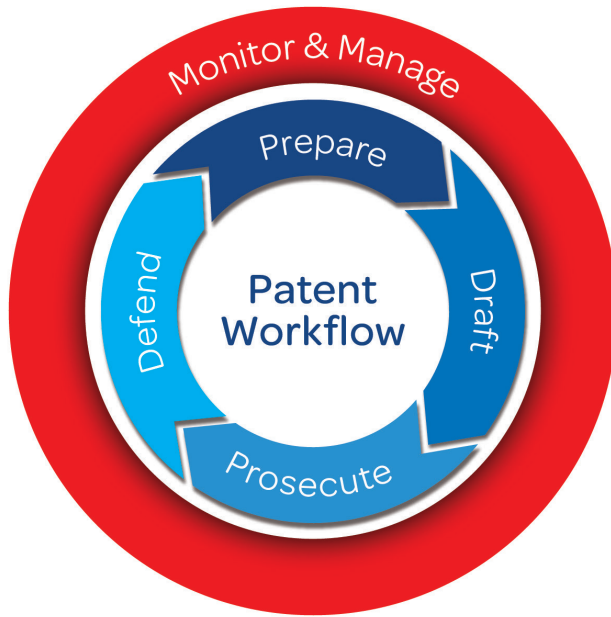 Monitor & Manage
Prepare
Draft
Prosecute
Defend
Patent
Workflow